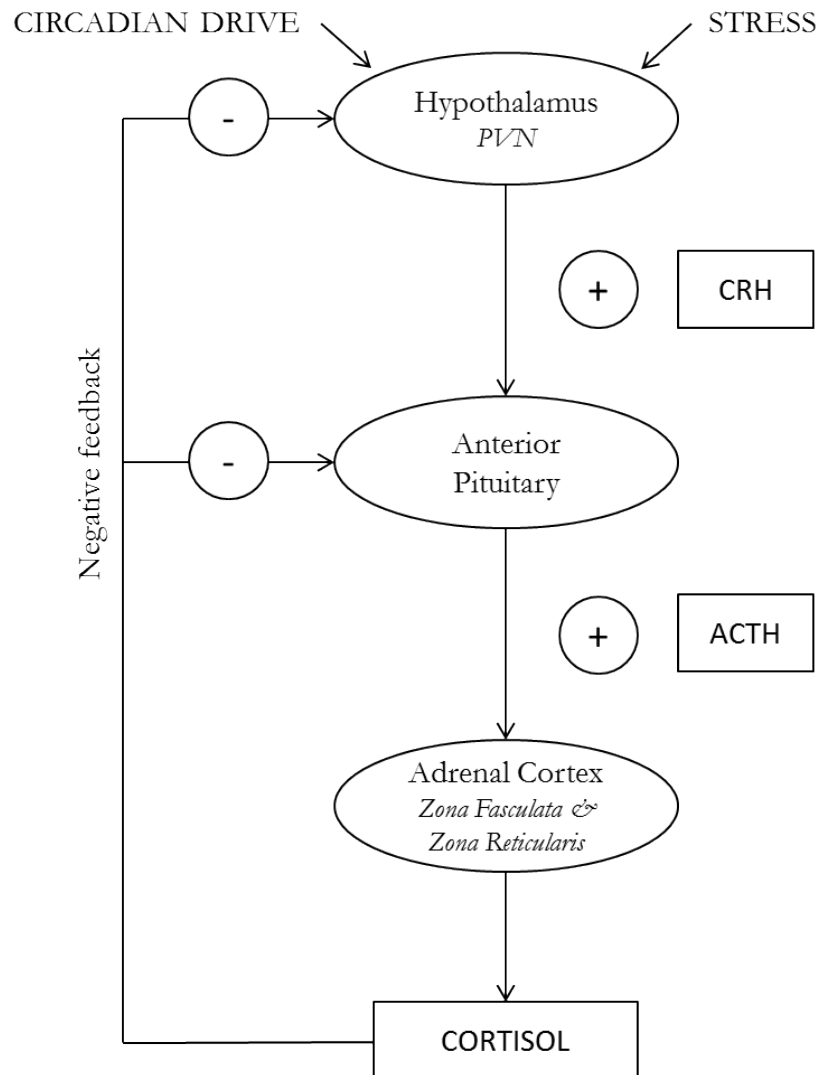 CIRCADIAN DRIVE
STRESS
Hypothalamus
PVN
-
+
CRH
Negative feedback
-
Anterior
Pituitary
+
ACTH
Adrenal Cortex
Zona Fasculata &
Zona Reticularis
CORTISOL